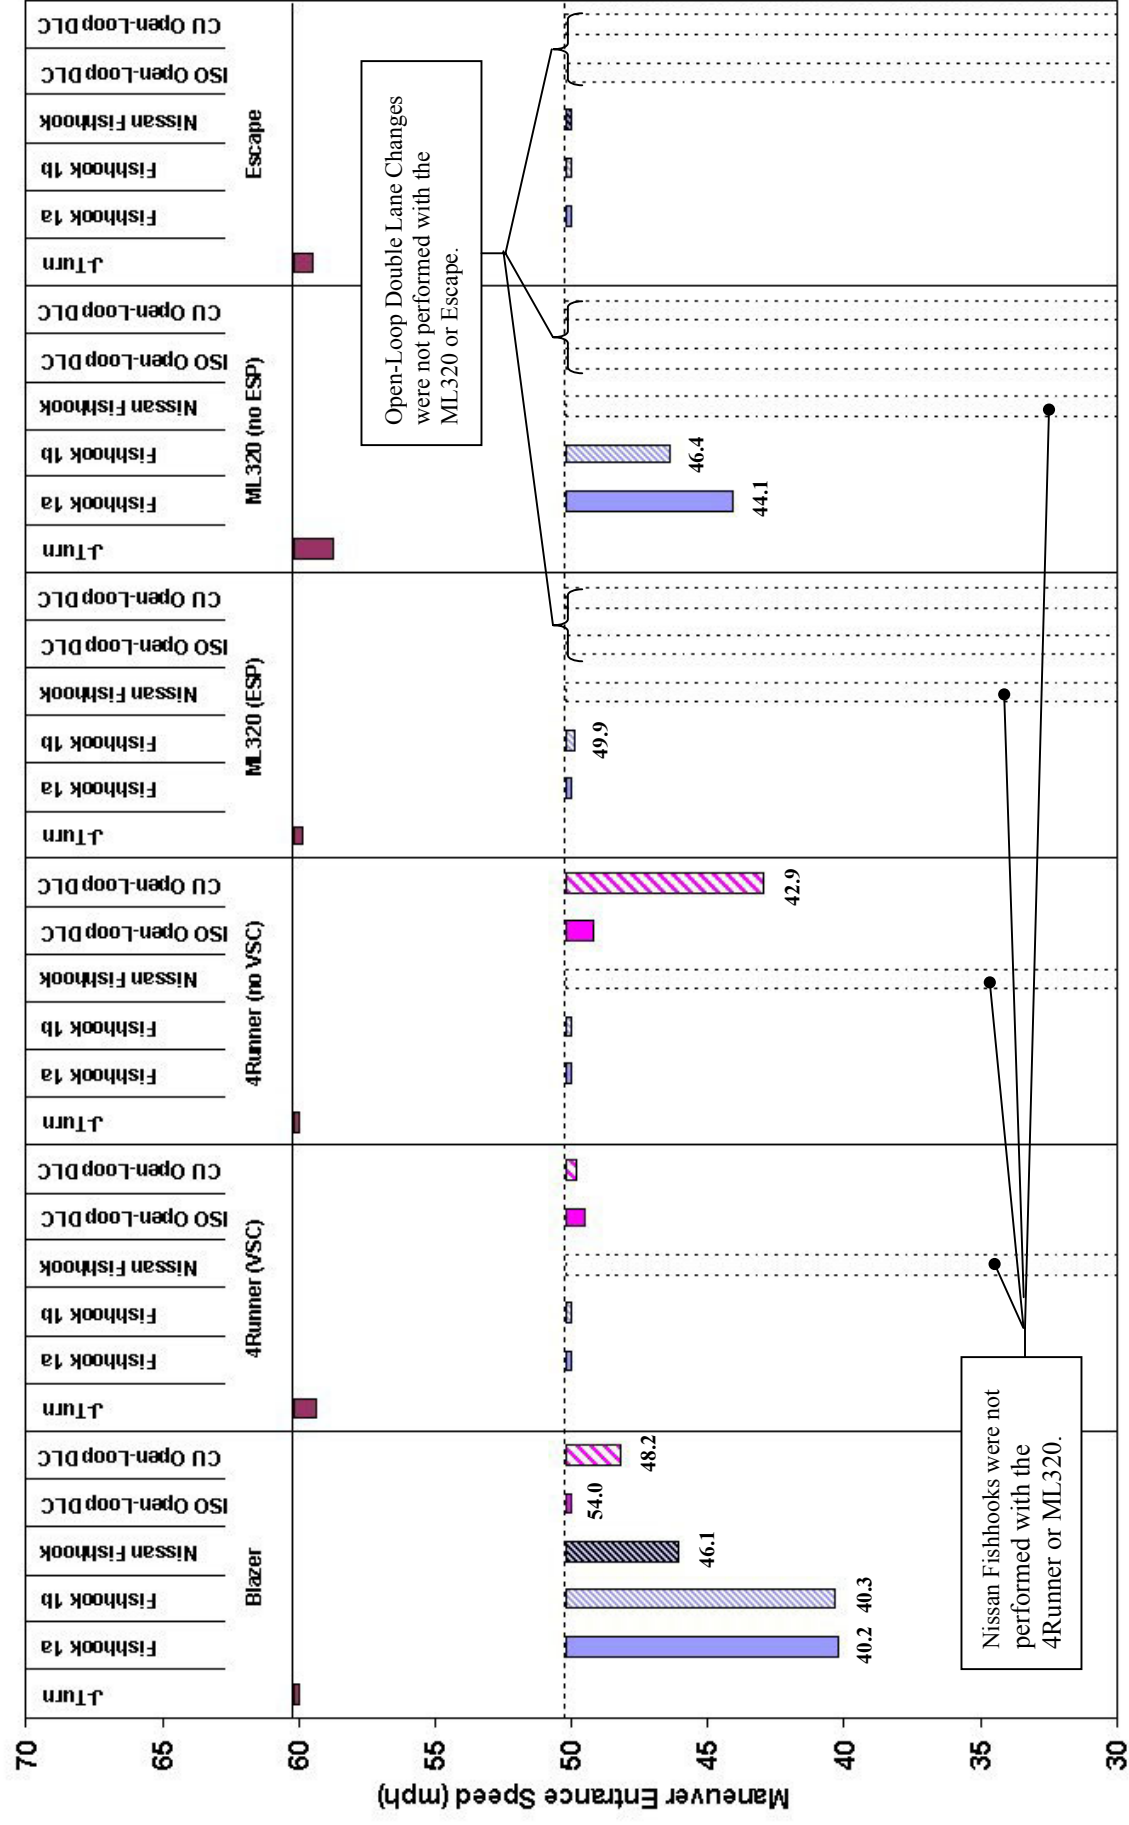 Maneuver Entrance Speed (mph)
70
65
60
55
50
45
40
35
30
J-Turn
Fishhook 1a
Fishhook 1b
Nissan Fishhook
ISO Open-Loop DLC
CU Open-Loop DLC
Blazer
40.2
40.3
46.1
54.0
48.2
J-Turn
Fishhook 1a
Fishhook 1b
Nissan Fishhook
ISO Open-Loop DLC
CU Open-Loop DLC
4Runner (VSC)
J-Turn
Fishhook 1a
Fishhook 1b
Nissan Fishhook
ISO Open-Loop DLC
CU Open-Loop DLC
4Runner (no VSC)
42.9
J-Turn
Fishhook 1a
Fishhook 1b
Nissan Fishhook
ISO Open-Loop DLC
CU Open-Loop DLC
ML320 (ESP)
49.9
J-Turn
Fishhook 1a
Fishhook 1b
Nissan Fishhook
ISO Open-Loop DLC
CU Open-Loop DLC
ML320 (no ESP)
44.1
46.4
J-Turn
Fishhook 1a
Fishhook 1b
Nissan Fishhook
ISO Open-Loop DLC
CU Open-Loop DLC
Escape
Open-Loop Double Lane Changes
were not performed with the
ML320 or Escape.
Nissan Fishhooks were not
performed with the
4Runner or ML320.